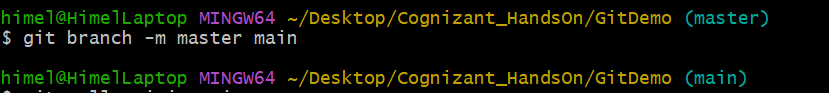 himel@HimelLaptop MINGW64 ~/Desktop/Cognizant_HandsOn/GitDemo (master)
$ git branch -m master main
himel@HimelLaptop MINGW64 ~/Desktop/Cognizant_HandsOn/GitDemo (main)